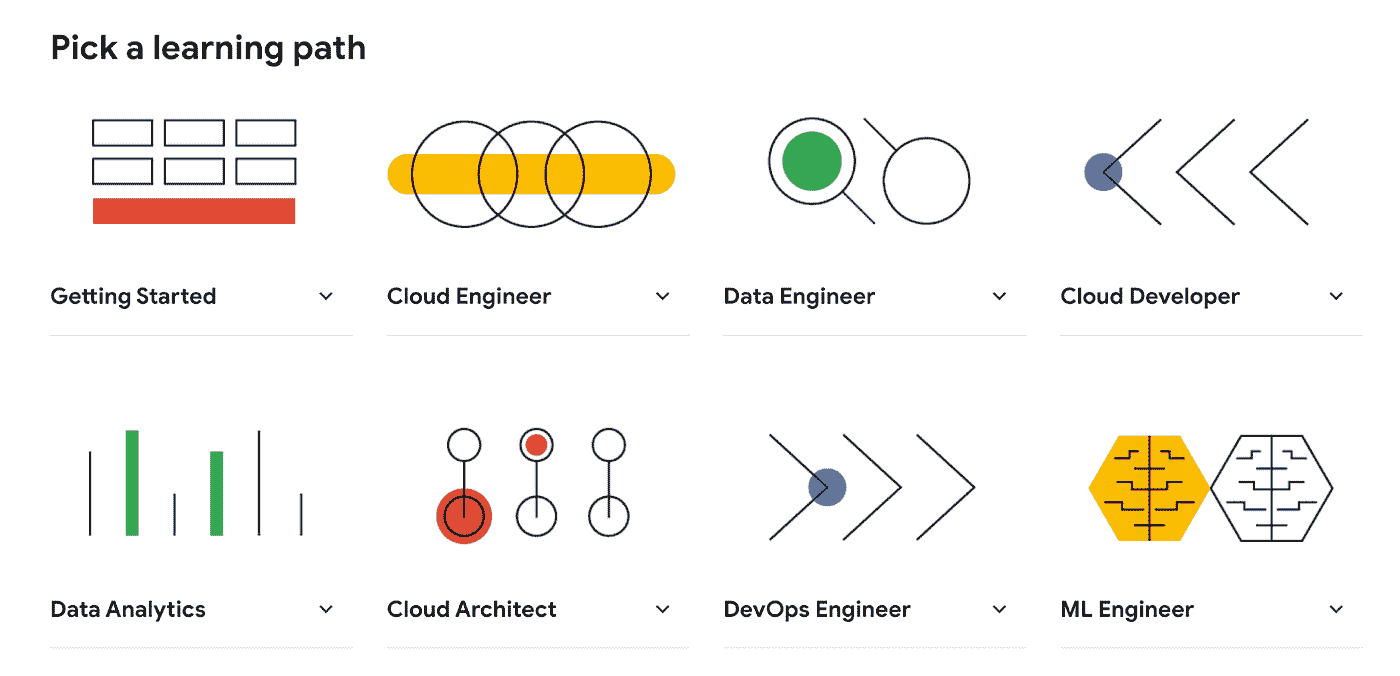 Pick a learning path
Getting Started
Cloud Engineer
Data Engineer
Cloud Developer
Data Analytics
Cloud Architect
DevOps Engineer
ML Engineer